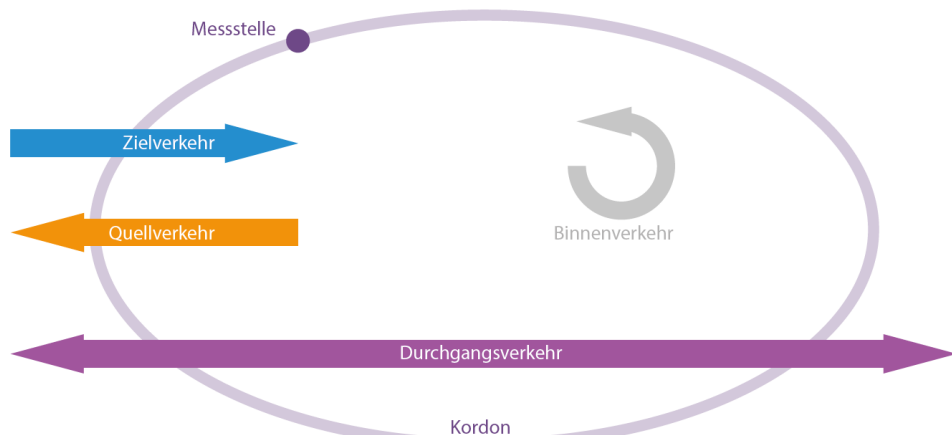 Messstelle
Zielverkehr
Quellverkehr
Binnenverkehr
Durchgangsverkehr
Kordon